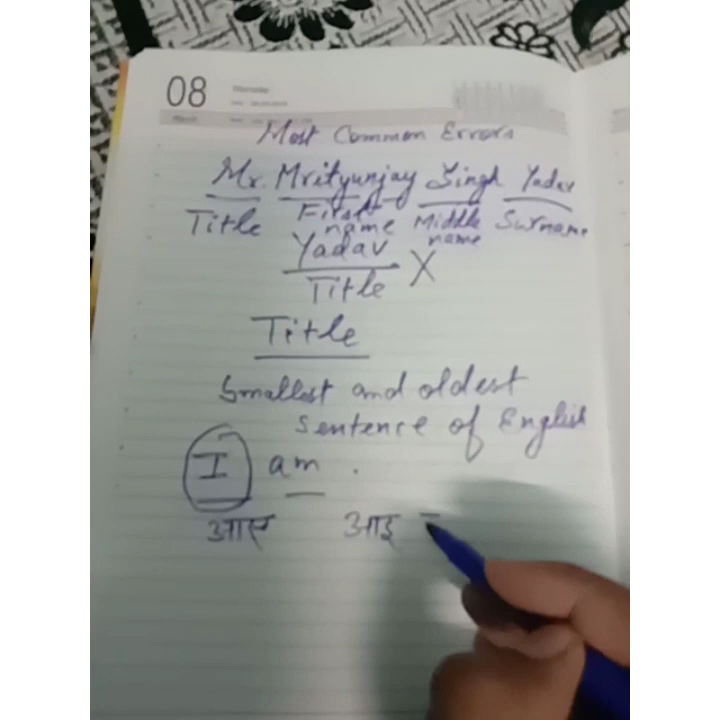 08
Most Common Errors
Mr. Mrityunjay Singh Yadav
Title First name Middle name Surname
Yadav
Title X
Title
Smallest and oldest
sentence of English
I am .
आए आइ